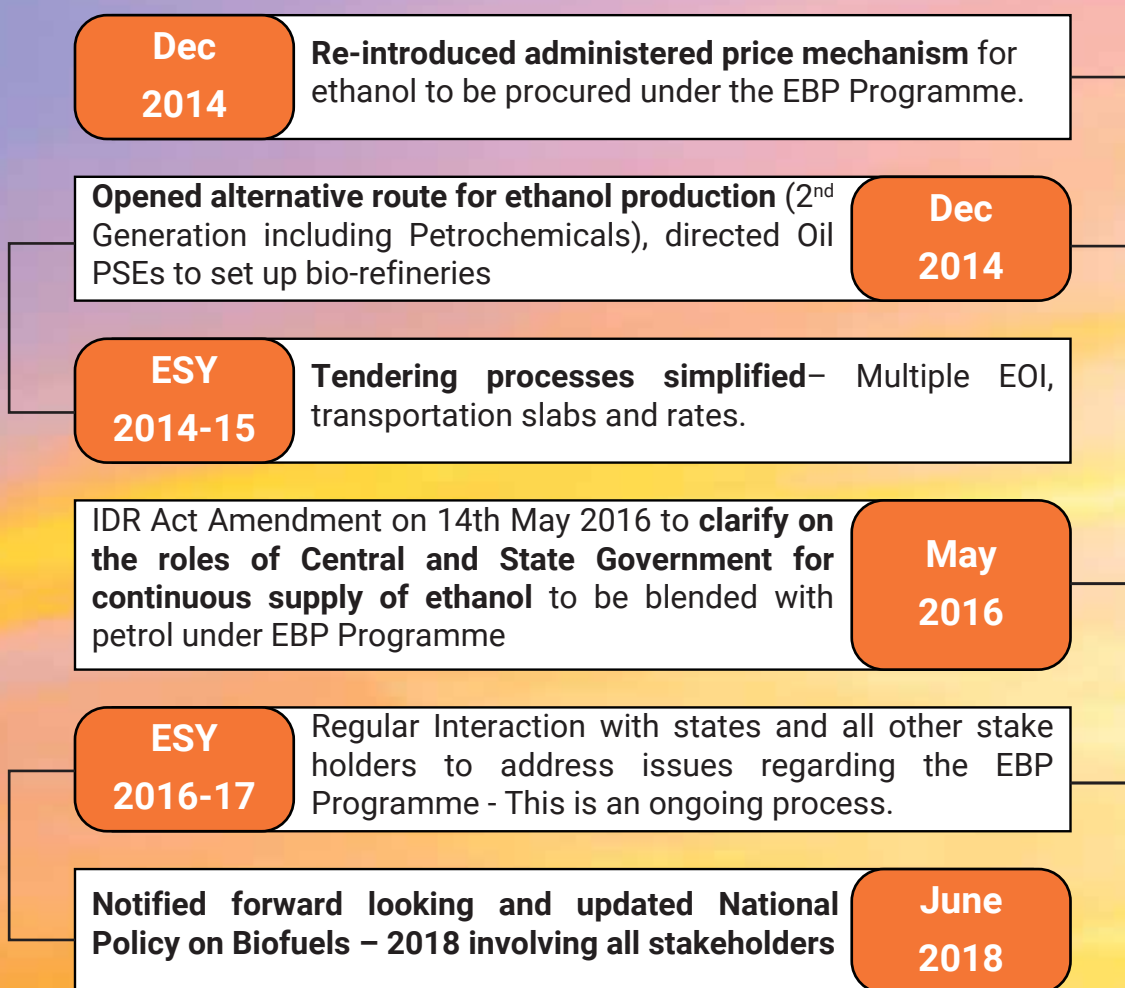 Dec
2014
Re-introduced administered price mechanism for
ethanol to be procured under the EBP Programme.
Opened alternative route for ethanol production (2nd
Generation including Petrochemicals), directed Oil
PSEs to set up bio-refineries
Dec
2014
ESY
2014-15
Tendering processes simplified– Multiple EOI,
transportation slabs and rates.
IDR Act Amendment on 14th May 2016 to clarify on
the roles of Central and State Government for
continuous supply of ethanol to be blended with
petrol under EBP Programme
May
2016
ESY
2016-17
Regular Interaction with states and all other stake
holders to address issues regarding the EBP
Programme - This is an ongoing process.
Notified forward looking and updated National
Policy on Biofuels – 2018 involving all stakeholders
June
2018